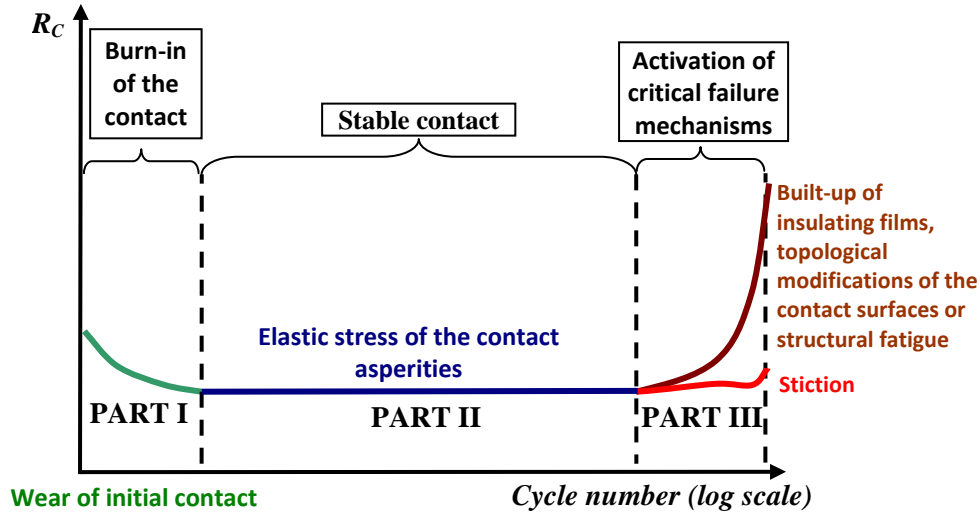 R_C
Burn-in
of the
contact
Stable contact
Activation of
critical failure
mechanisms
Built-up of
insulating films,
topological
modifications of the
contact surfaces or
structural fatigue
Elastic stress of the contact
asperities
Stiction
PART I
PART II
PART III
Wear of initial contact
Cycle number (log scale)